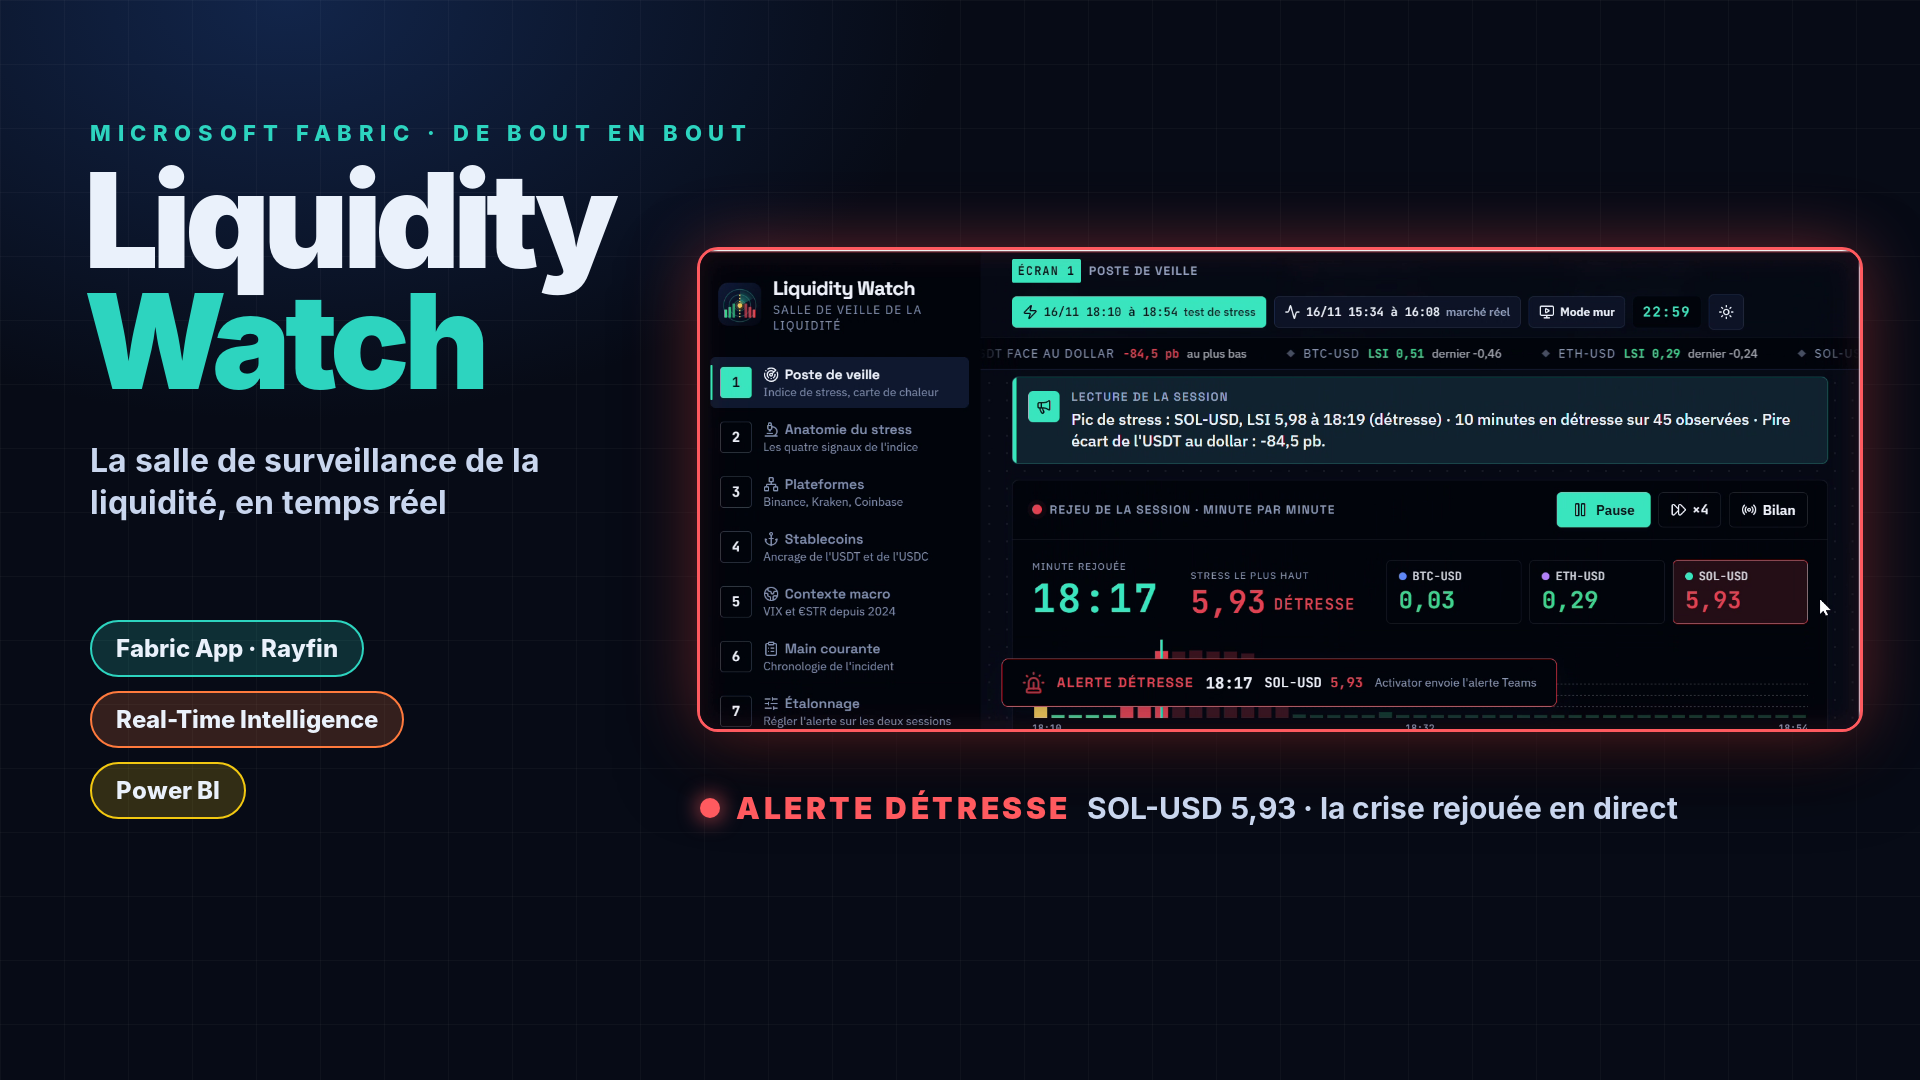 MICROSOFT FABRIC · DE BOUT EN BOUT
Liquidity
Watch
La salle de surveillance de la
liquidité, en temps réel
Fabric App · Rayfin
Real-Time Intelligence
Power BI
Liquidity Watch
SALLE DE VEILLE DE LA
LIQUIDITÉ
1 Poste de veille
Indice de stress, carte de chaleur
2 Anatomie du stress
Les quatre signaux de l'indice
3 Plateformes
Binance, Kraken, Coinbase
4 Stablecoins
Ancrage de l'USDT et de l'USDC
5 Contexte macro
VIX et €STR depuis 2024
6 Main courante
Chronologie de l'incident
7 Étalonnage
Régler l'alerte sur les deux sessions
ÉCRAN 1 POSTE DE VEILLE
16/11 18:10 à 18:54 test de stress
16/11 15:34 à 16:08 marché réel
Mode mur
22:59
DT FACE AU DOLLAR -84,5 pb au plus bas ◆ BTC-USD LSI 0,51 dernier -0,46 ◆ ETH-USD LSI 0,29 dernier -0,24 ◆ SOL-U
LECTURE DE LA SESSION
Pic de stress : SOL-USD, LSI 5,98 à 18:19 (détresse) · 10 minutes en détresse sur 45 observées · Pire
écart de l'USDT au dollar : -84,5 pb.
REJEU DE LA SESSION · MINUTE PAR MINUTE
Pause
×4
Bilan
MINUTE REJOUÉE
18:17
STRESS LE PLUS HAUT
5,93 DÉTRESSE
BTC-USD
0,03
ETH-USD
0,29
SOL-USD
5,93
ALERTE DÉTRESSE 18:17 SOL-USD 5,93 Activator envoie l'alerte Teams
18:10 18:32 18:54
ALERTE DÉTRESSE SOL-USD 5,93 · la crise rejouée en direct